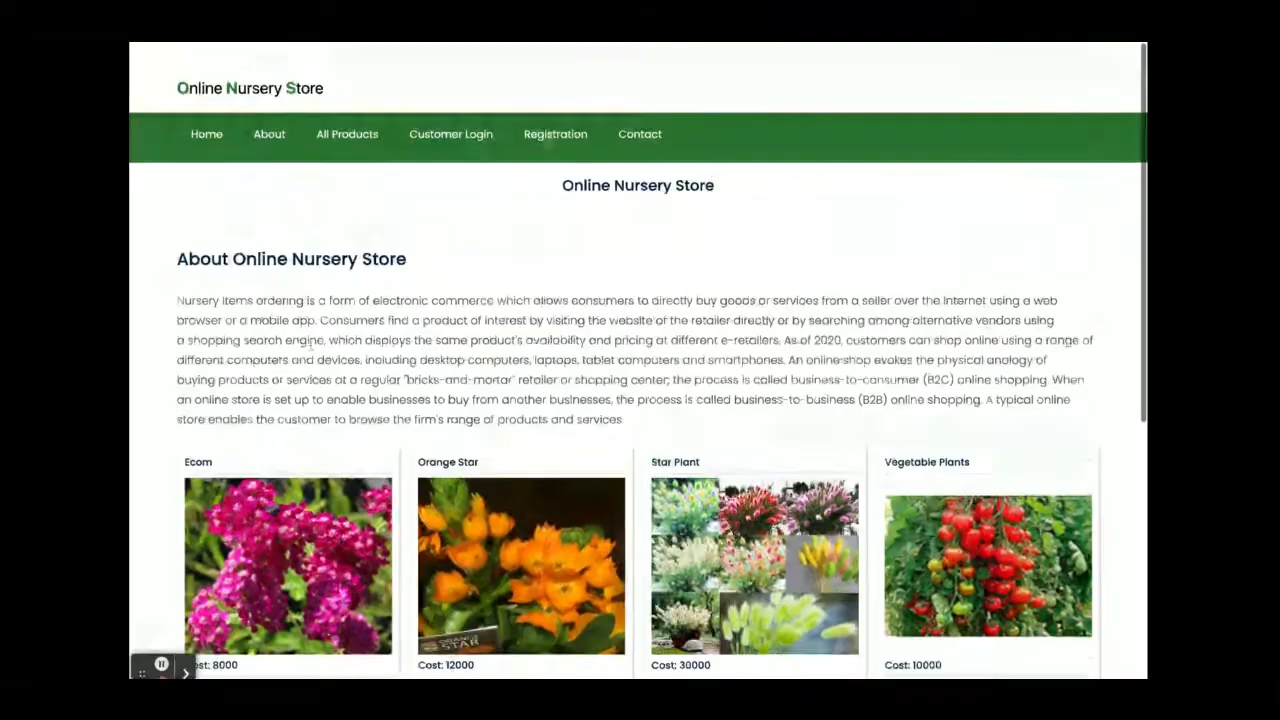 Online Nursery Store
Home About All Products Customer Login Registration Contact
Online Nursery Store
About Online Nursery Store
Nursery items ordering is a form of electronic commerce which allows consumers to directly buy goods or services from a seller over the Internet using a web
browser or a mobile app. Consumers find a product of interest by visiting the website of the retailer directly or by searching among alternative vendors using
a shopping search engine, which displays the same product's availability and pricing at different e-retailers. As of 2020, customers can shop online using a range of
different computers and devices, including desktop computers, laptops, tablet computers and smartphones. An online shop evokes the physical analogy of
buying products or services at a regular "bricks-and-mortar" retailer or shopping center; the process is called business-to-consumer (B2C) online shopping. When
an online store is set up to enable businesses to buy from another businesses, the process is called business-to-business (B2B) online shopping. A typical online
store enables the customer to browse the firm's range of products and services
Ecom Orange Star Star Plant Vegetable Plants
ORANGE
STAR
st: 8000 Cost: 12000 Cost: 30000 Cost: 10000